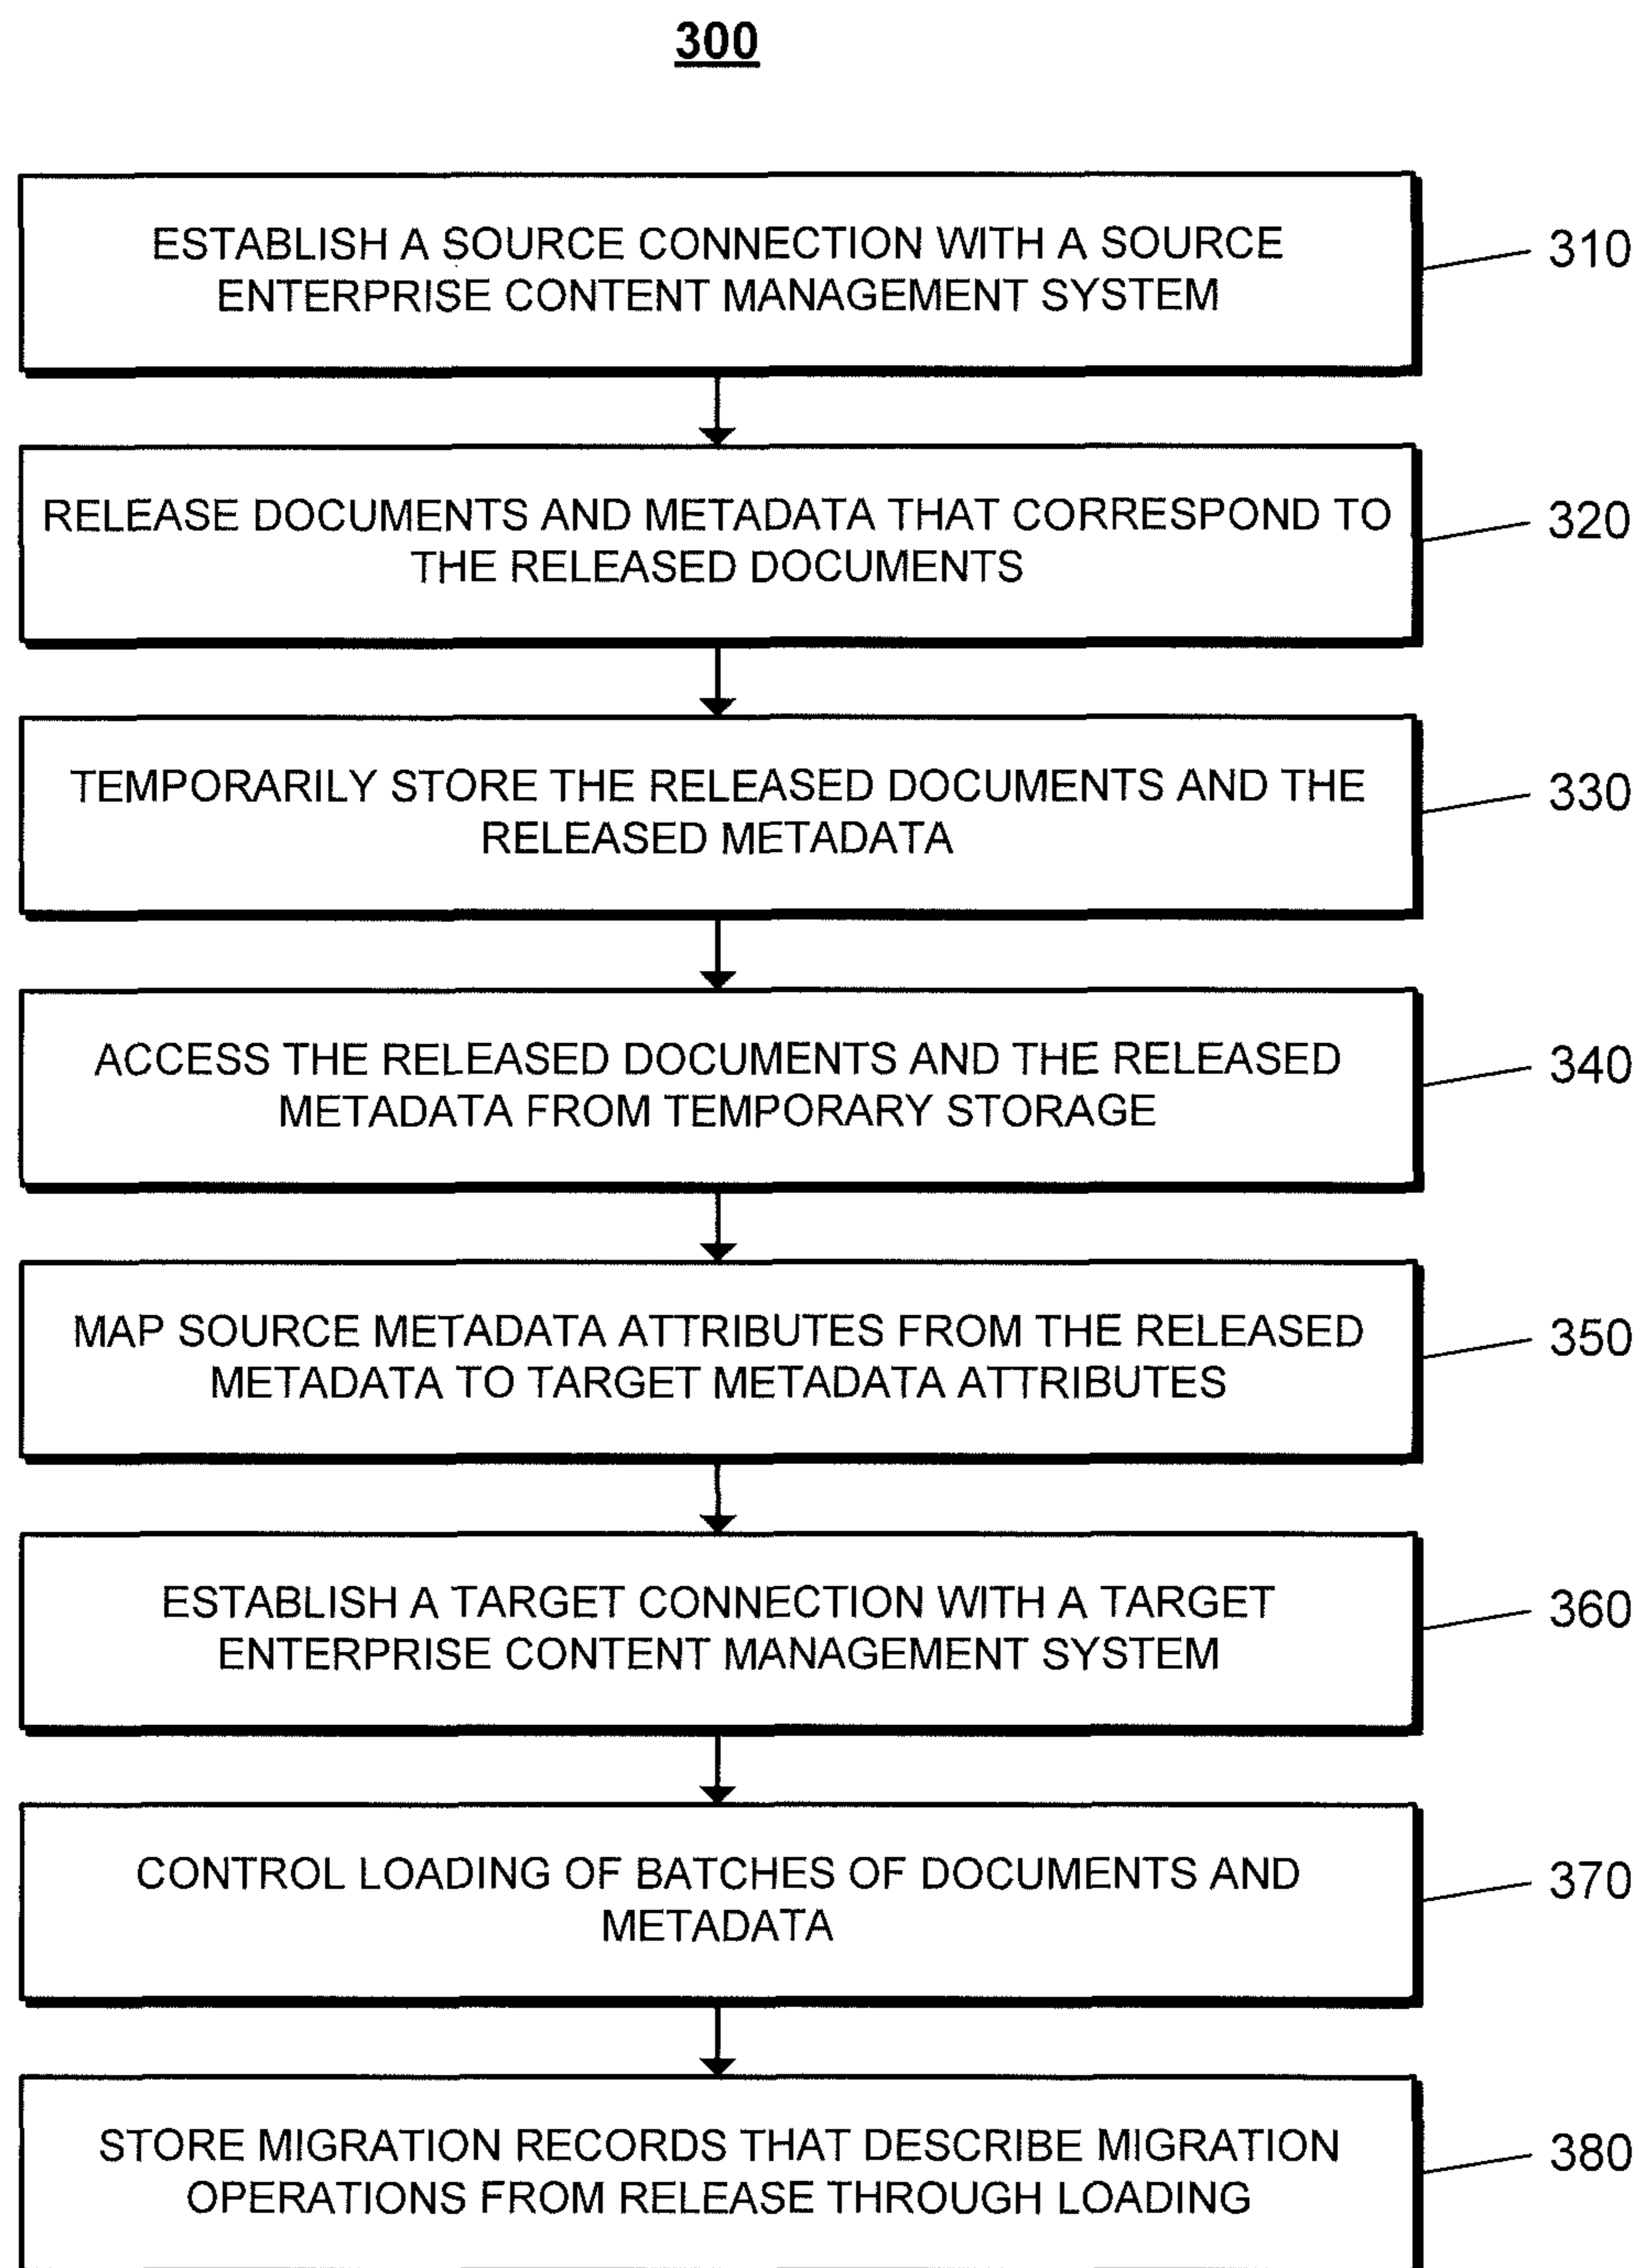 300
ESTABLISH A SOURCE CONNECTION WITH A SOURCE
ENTERPRISE CONTENT MANAGEMENT SYSTEM
310
RELEASE DOCUMENTS AND METADATA THAT CORRESPOND TO
THE RELEASED DOCUMENTS
320
TEMPORARILY STORE THE RELEASED DOCUMENTS AND THE
RELEASED METADATA
330
ACCESS THE RELEASED DOCUMENTS AND THE RELEASED
METADATA FROM TEMPORARY STORAGE
340
MAP SOURCE METADATA ATTRIBUTES FROM THE RELEASED
METADATA TO TARGET METADATA ATTRIBUTES
350
ESTABLISH A TARGET CONNECTION WITH A TARGET
ENTERPRISE CONTENT MANAGEMENT SYSTEM
360
CONTROL LOADING OF BATCHES OF DOCUMENTS AND
METADATA
370
STORE MIGRATION RECORDS THAT DESCRIBE MIGRATION
OPERATIONS FROM RELEASE THROUGH LOADING
380